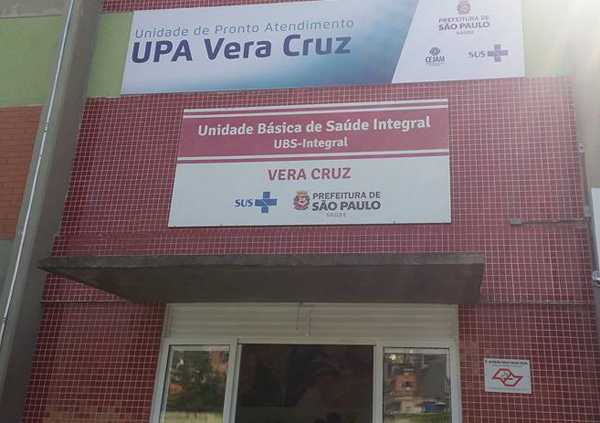 Unidade de Pronto Atendimento
UPA Vera Cruz
PREFEITURA DE
SÃO PAULO
SAÚDE
CEJAM
SUS
Unidade Básica de Saúde Integral
UBS-Integral
VERA CRUZ
SUS
PREFEITURA DE
SÃO PAULO
SAÚDE